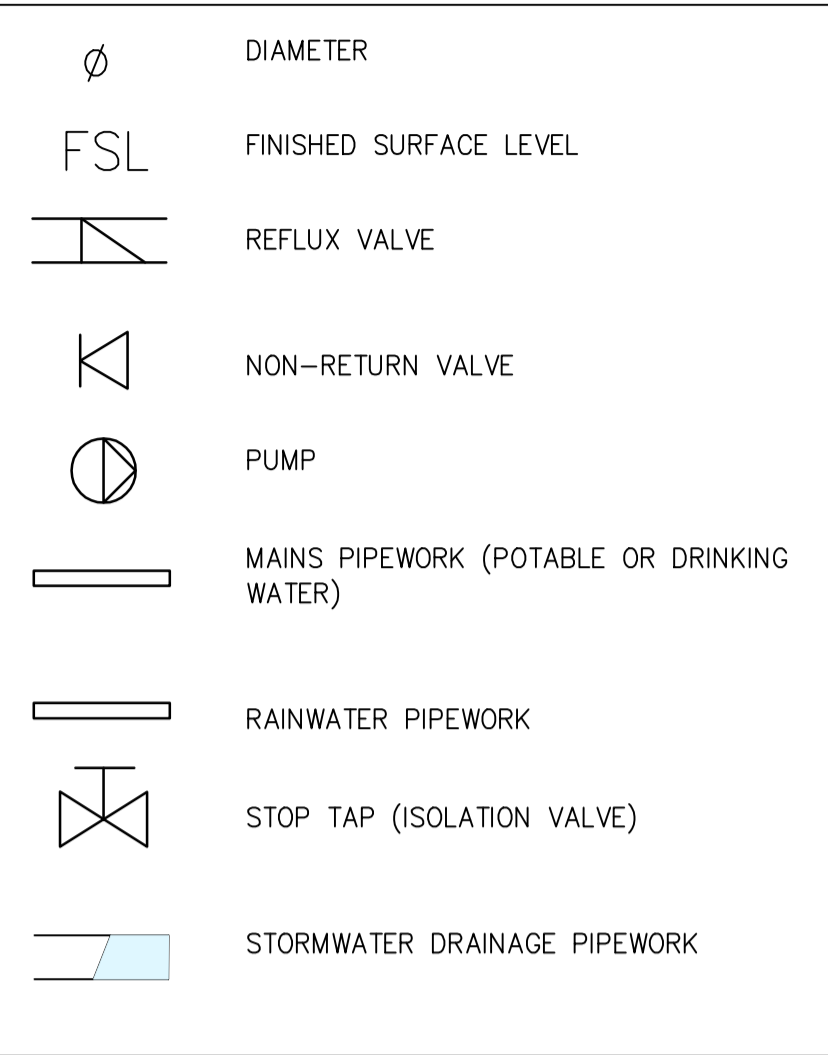 Ø DIAMETER
FSL FINISHED SURFACE LEVEL
REFLUX VALVE
NON-RETURN VALVE
PUMP
MAINS PIPEWORK (POTABLE OR DRINKING
WATER)
RAINWATER PIPEWORK
STOP TAP (ISOLATION VALVE)
STORMWATER DRAINAGE PIPEWORK